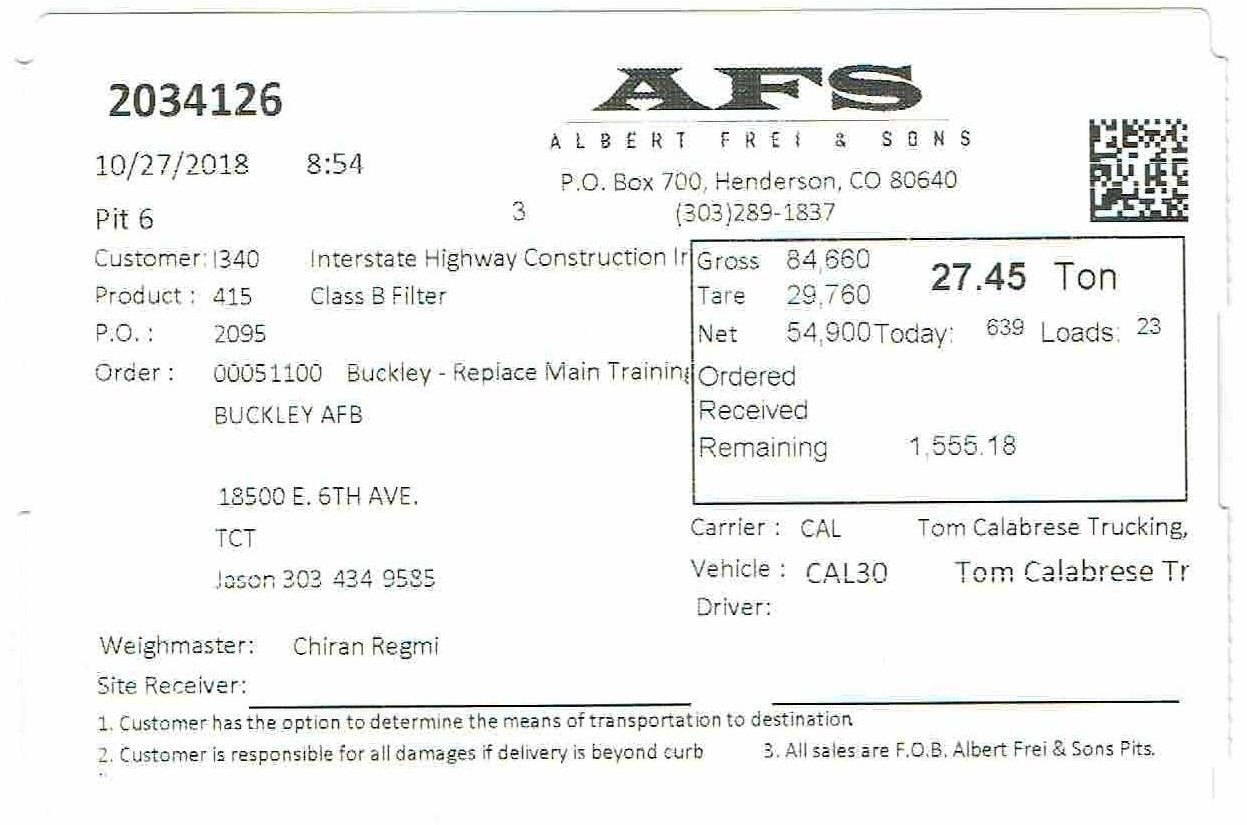 2034126
AFS
ALBERT FREI & SONS
10/27/2018 8:54
P.O. Box 700, Henderson, CO 80640
Pit 6 3 (303)289-1837
Customer: I340 Interstate Highway Construction Ir
Product : 415 Class B Filter
P.O. : 2095
Order : 00051100 Buckley - Replace Main Training
BUCKLEY AFB
18500 E. 6TH AVE.
TCT
Jason 303 434 9585
Gross 84,660 27.45 Ton
Tare 29,760
Net 54,900 Today: 639 Loads: 23
Ordered
Received
Remaining 1,555.18
Carrier : CAL Tom Calabrese Trucking,
Vehicle : CAL30 Tom Calabrese Tr
Driver:
Weighmaster: Chiran Regmi
Site Receiver:
1. Customer has the option to determine the means of transportation to destination
2. Customer is responsible for all damages if delivery is beyond curb 3. All sales are F.O.B. Albert Frei & Sons Pits.